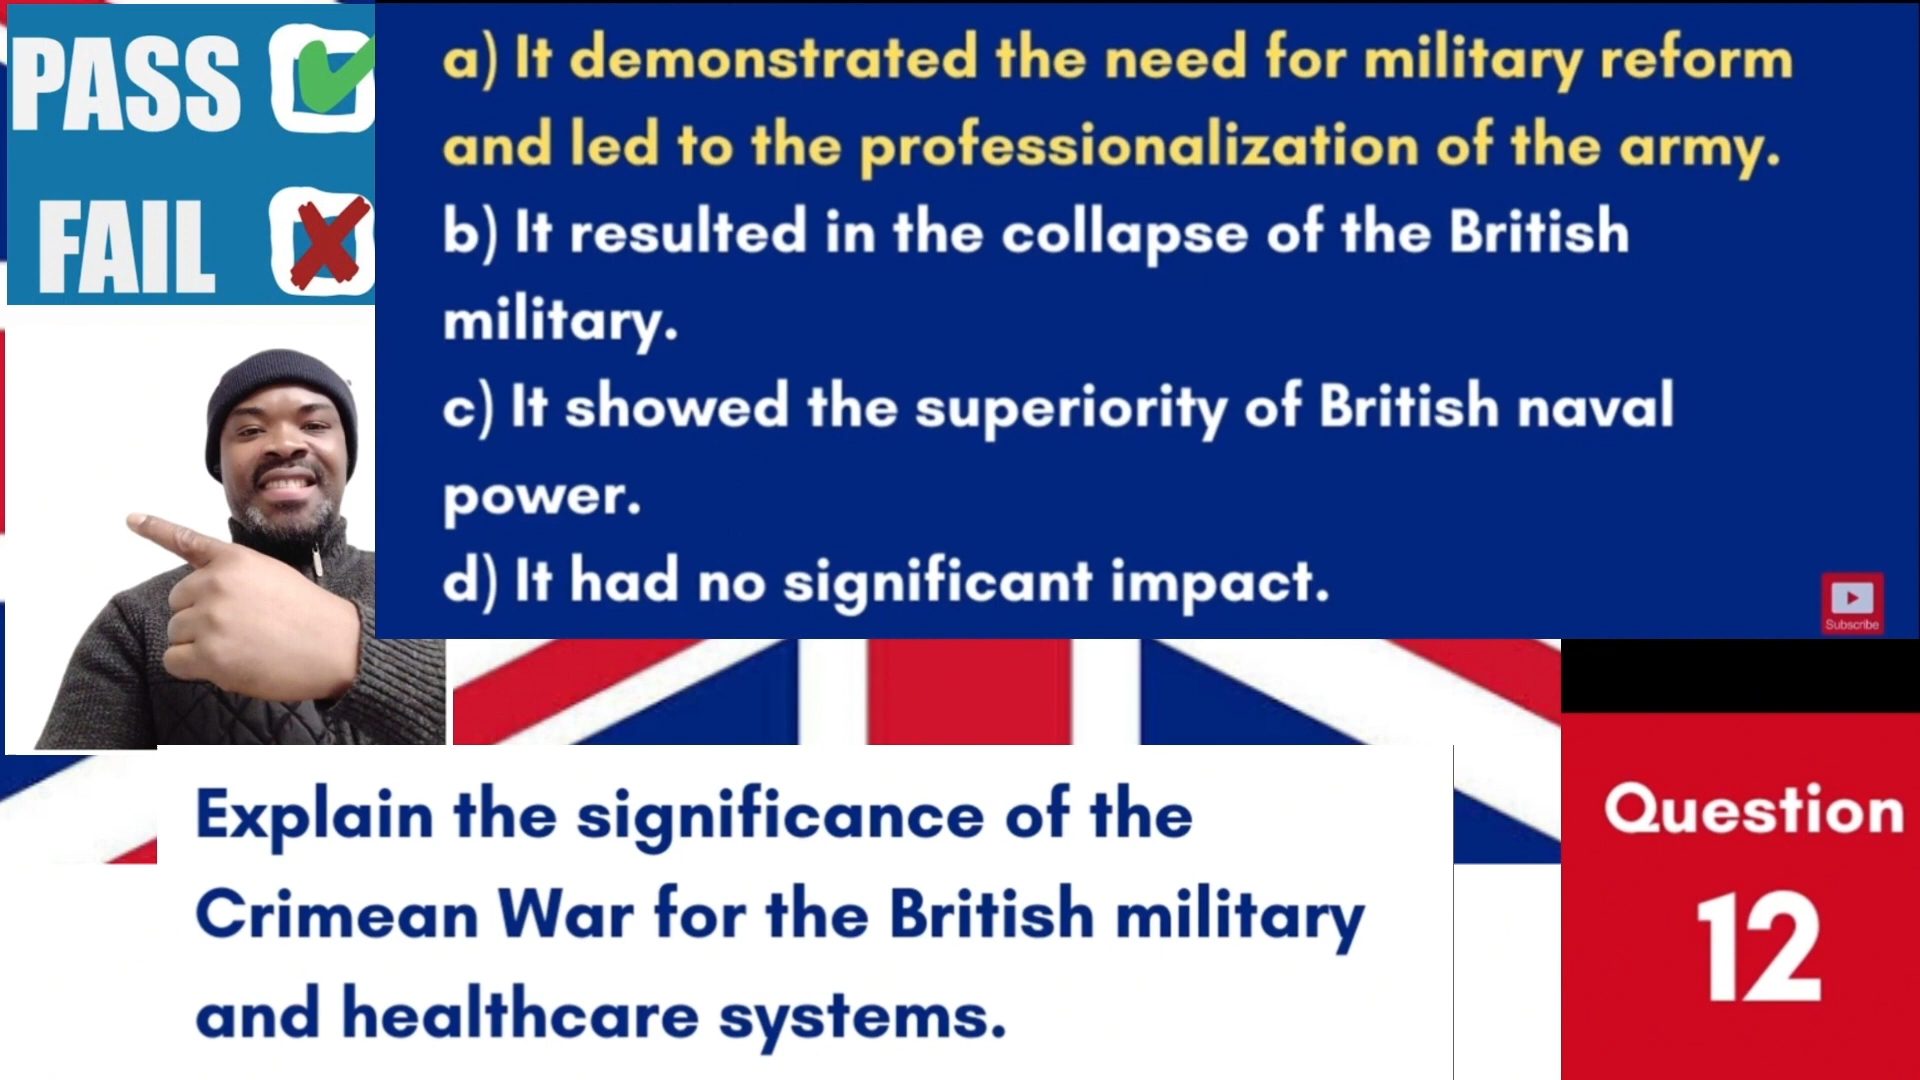 PASS
FAIL
a) It demonstrated the need for military reform
and led to the professionalization of the army.
b) It resulted in the collapse of the British
military.
c) It showed the superiority of British naval
power.
d) It had no significant impact.
Subscribe
Explain the significance of the
Crimean War for the British military
and healthcare systems.
Question
12